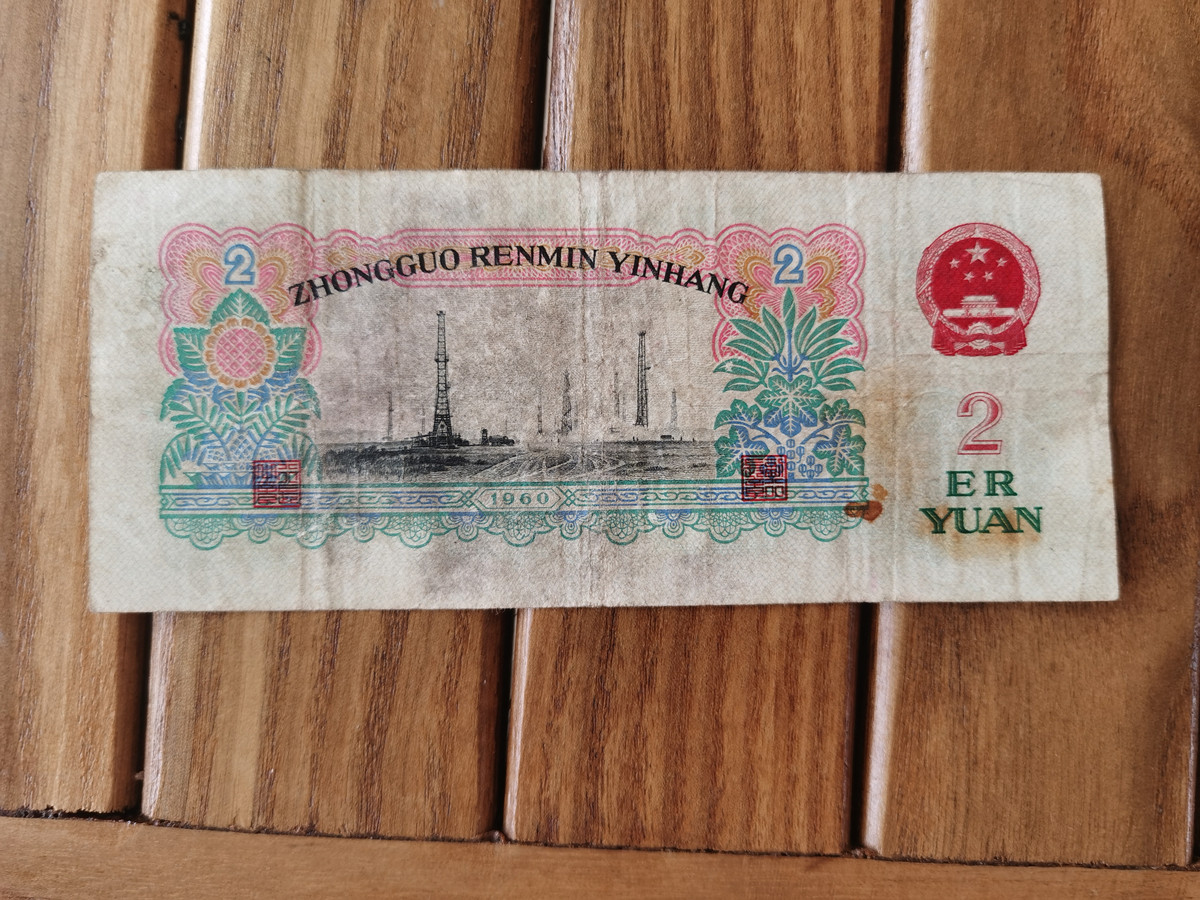 2
2
ZHONGGUO RENMIN YINHANG
1960
2
ER
YUAN